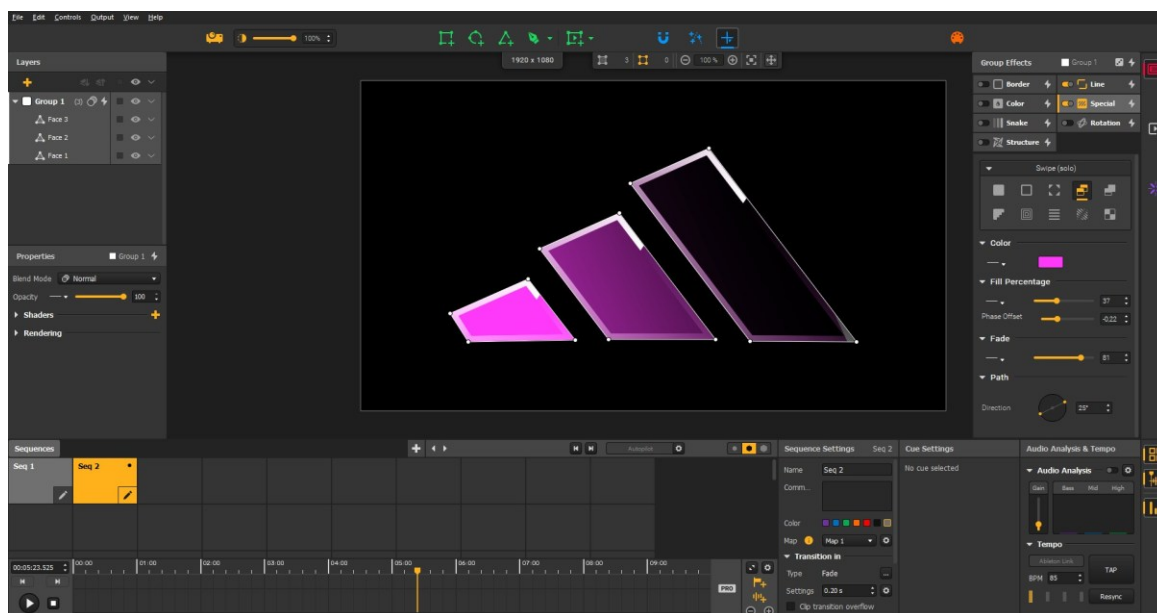 File Edit Controls Output View Help
100%
Layers
1920 x 1080
3
0
100 %
Group Effects
Group 1
Group 1 (3)
Face 3
Face 2
Face 1
Border
Line
Color
Special
Snake
Rotation
Structure
Swipe (solo)
Color
Fill Percentage
37
Phase Offset
-0.22
Fade
81
Path
Direction
25°
Properties
Group 1
Blend Mode
Normal
Opacity
100
Shaders
Rendering
Sequences
Autopilot
Seq 1
Seq 2
Sequence Settings
Seq 2
Name
Seq 2
Comm...
Color
Map
Map 1
Transition in
Type
Fade
...
Settings
0.20 s
Clip transition overflow
Cue Settings
No cue selected
Audio Analysis & Tempo
Audio Analysis
Gain
Bass Mid High
Tempo
Ableton Link
TAP
BPM
85
Resync
00:05:23.525
00:00 01:00 02:00 03:00 04:00 05:00 06:00 07:00 08:00 09:00
PRO